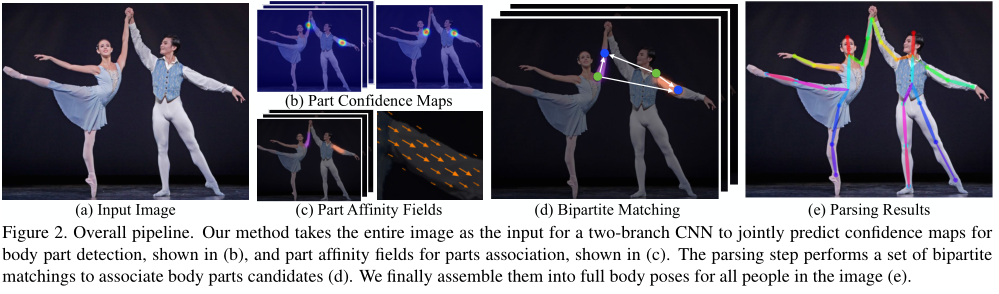 (b) Part Confidence Maps
(a) Input Image
(c) Part Affinity Fields
(d) Bipartite Matching
(e) Parsing Results
Figure 2. Overall pipeline. Our method takes the entire image as the input for a two-branch CNN to jointly predict confidence maps for
body part detection, shown in (b), and part affinity fields for parts association, shown in (c). The parsing step performs a set of bipartite
matchings to associate body parts candidates (d). We finally assemble them into full body poses for all people in the image (e).